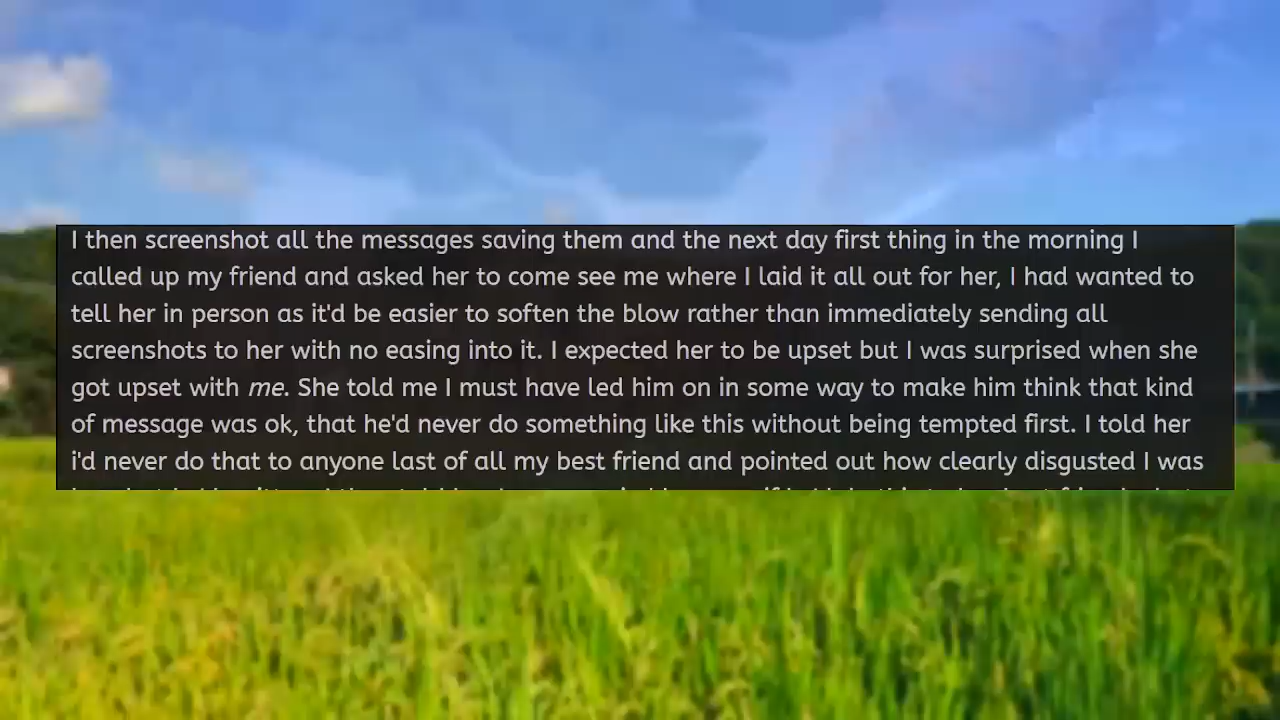 I then screenshot all the messages saving them and the next day first thing in the morning I
called up my friend and asked her to come see me where I laid it all out for her, I had wanted to
tell her in person as it'd be easier to soften the blow rather than immediately sending all
screenshots to her with no easing into it. I expected her to be upset but I was surprised when she
got upset with me. She told me I must have led him on in some way to make him think that kind
of message was ok, that he'd never do something like this without being tempted first. I told her
i'd never do that to anyone last of all my best friend and pointed out how clearly disgusted I was